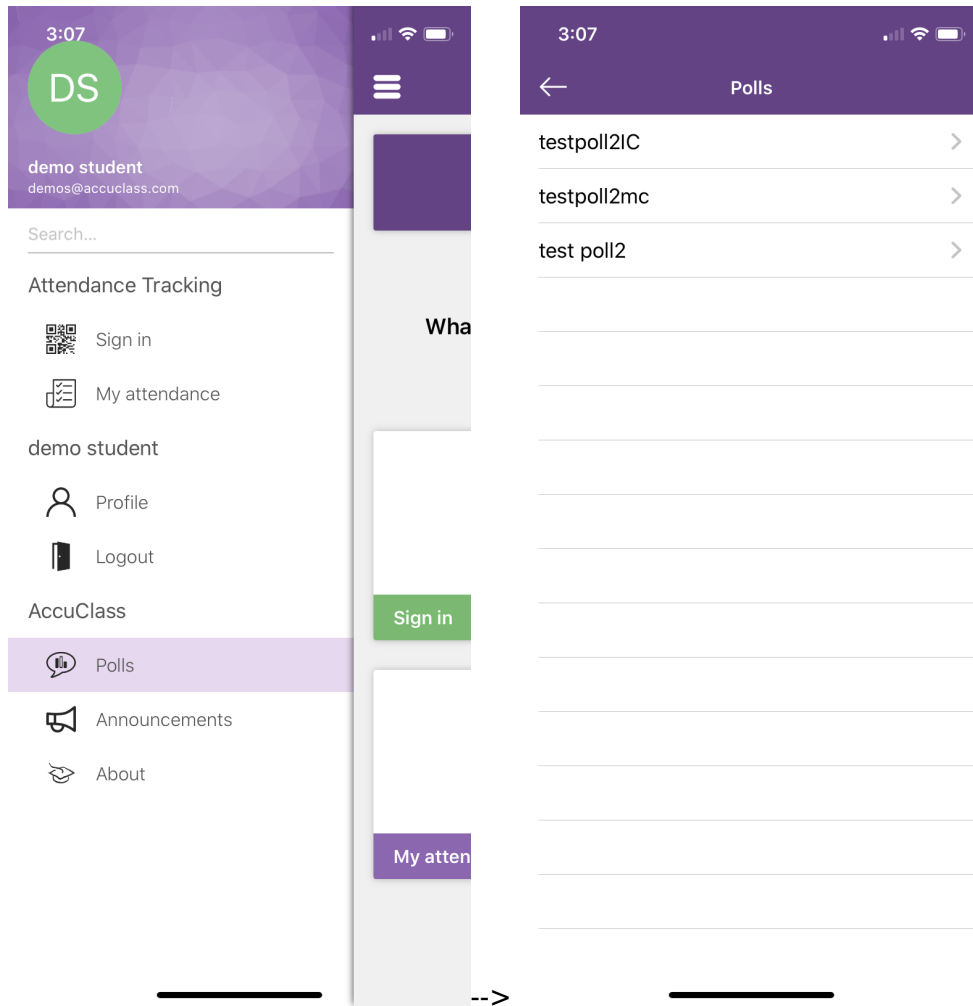 3:07
DS
demo student
demos@accuclass.com
Search...
Attendance Tracking
Sign in
My attendance
demo student
Profile
Logout
AccuClass
Polls
Announcements
About
Wha
Sign in
My atten
-->
3:07
Polls
testpoll2IC
testpoll2mc
test poll2